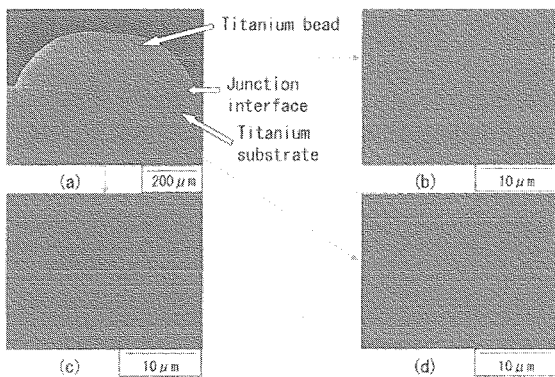 Titanium bead
Junction
interface
Titanium
substrate
(a)
200μm
(b)
10μm
(c)
10μm
(d)
10μm